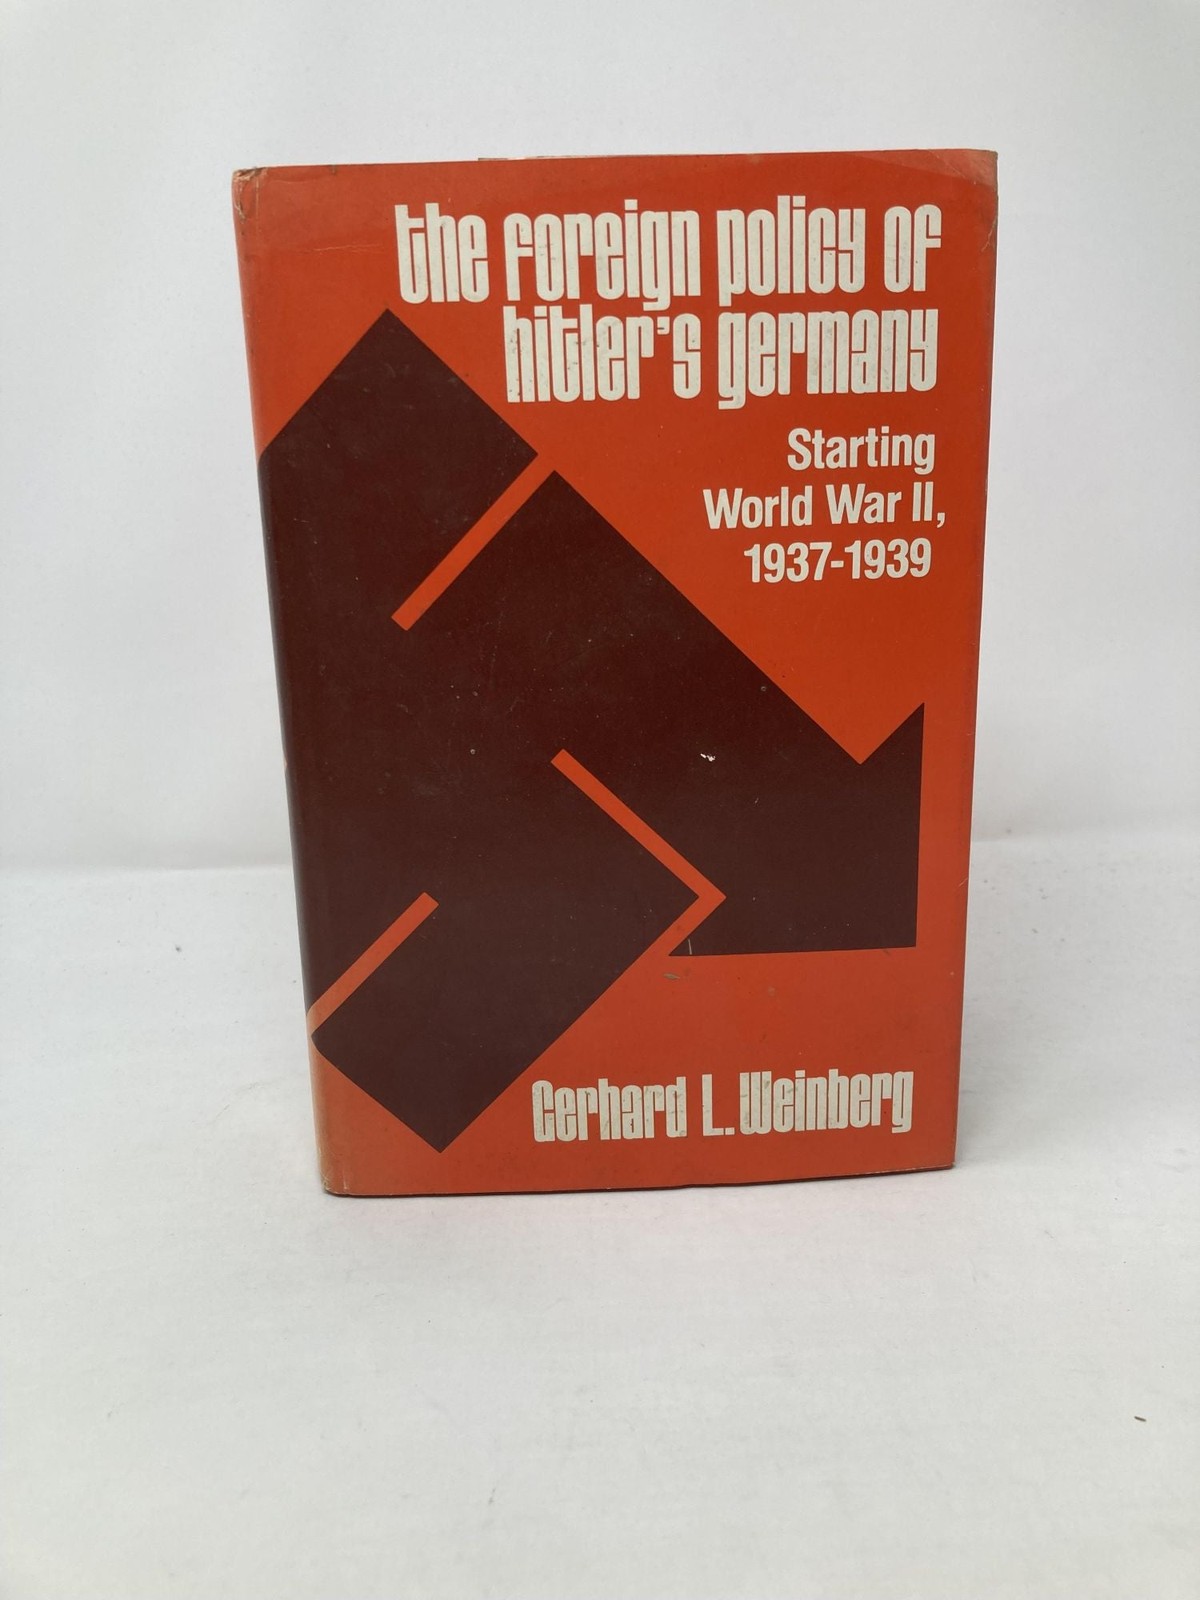 the foreign policy of
hitler's germany
Starting
World War II,
1937-1939
Gerhard L. Weinberg